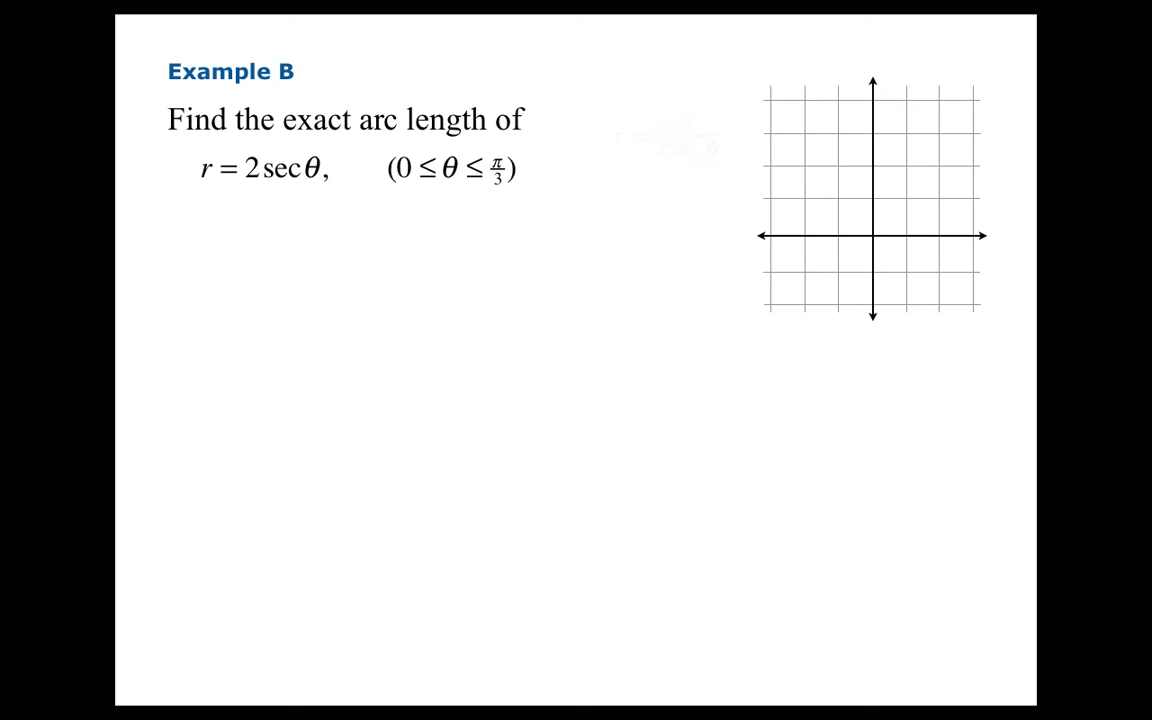 Example B
Find the exact arc length of
r = 2 sec θ, (0 ≤ θ ≤ π/3)